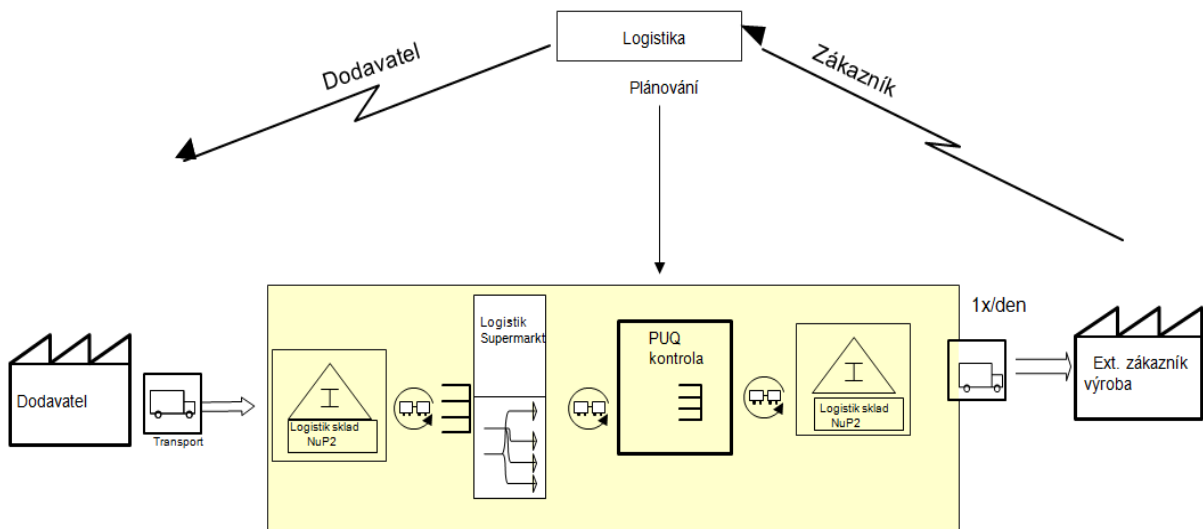 Logistika
Dodavatel
Zákazník
Plánování
1x/den
Logistik
Supermarkt
PUQ
kontrola
Dodavatel
Transport
I
Logistik sklad
NuP2
I
Logistik sklad
NuP2
Ext. zákazník
výroba